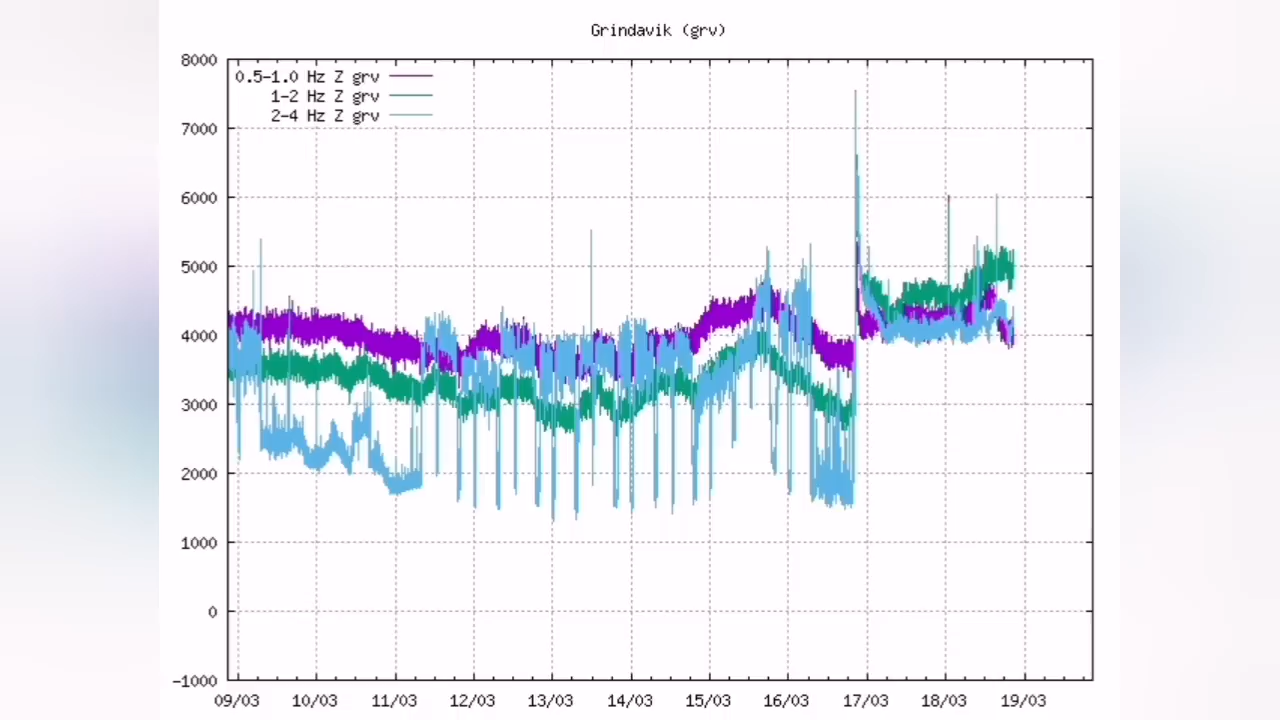 Grindavik (grv)
8000
0.5-1.0 Hz Z grv
1-2 Hz Z grv
2-4 Hz Z grv
7000
6000
5000
4000
3000
2000
1000
0
-1000
09/03 10/03 11/03 12/03 13/03 14/03 15/03 16/03 17/03 18/03 19/03